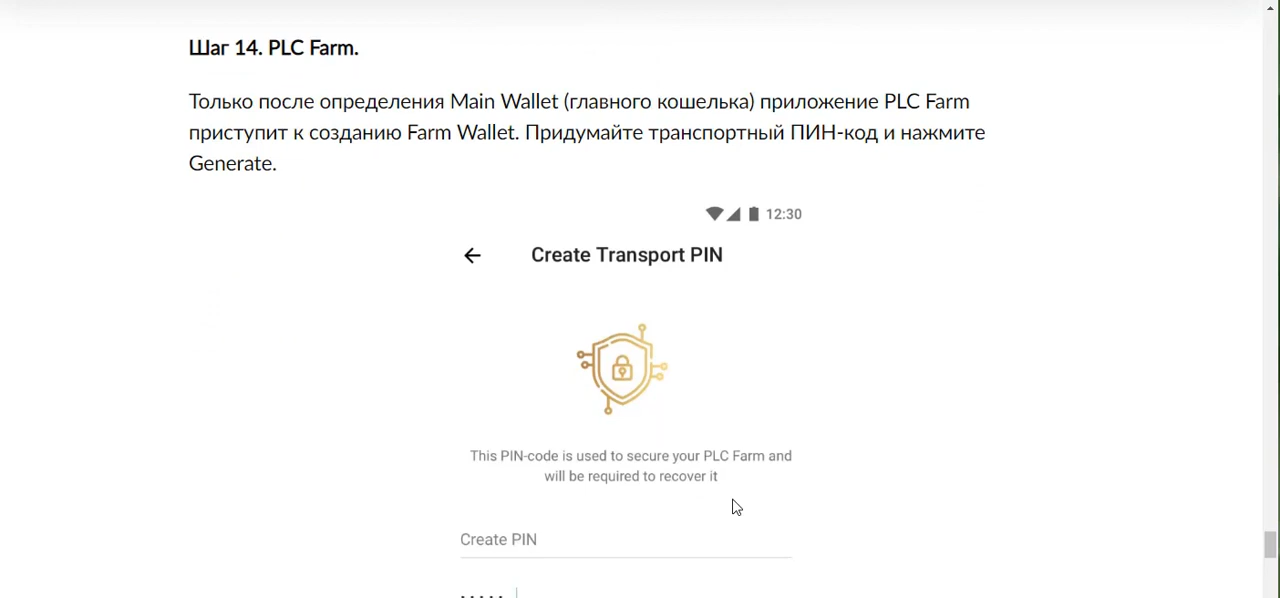 Шаг 14. PLC Farm.
Только после определения Main Wallet (главного кошелька) приложение PLC Farm
приступит к созданию Farm Wallet. Придумайте транспортный ПИН-код и нажмите
Generate.
12:30
Create Transport PIN
This PIN-code is used to secure your PLC Farm and
will be required to recover it
Create PIN